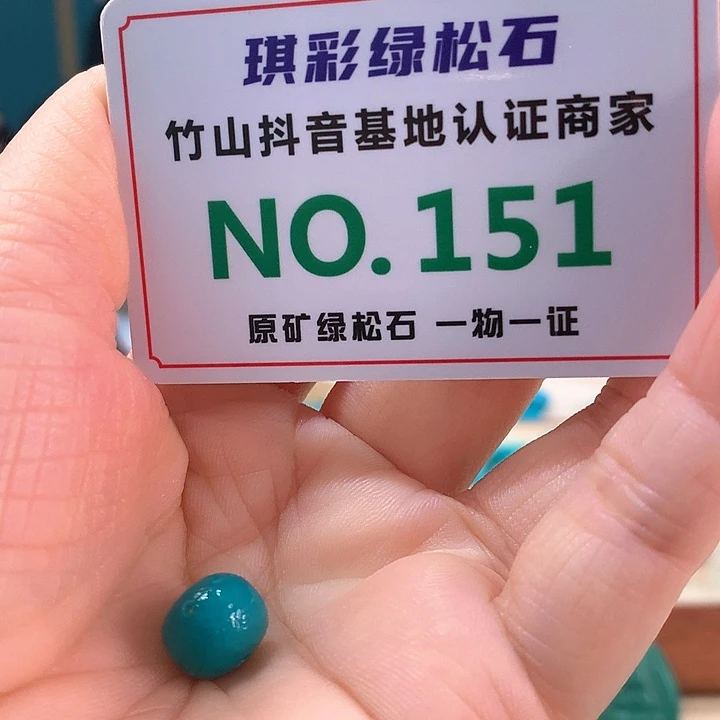 琪彩绿松石
竹山抖音基地认证商家
NO.151
原矿绿松石 一物一证